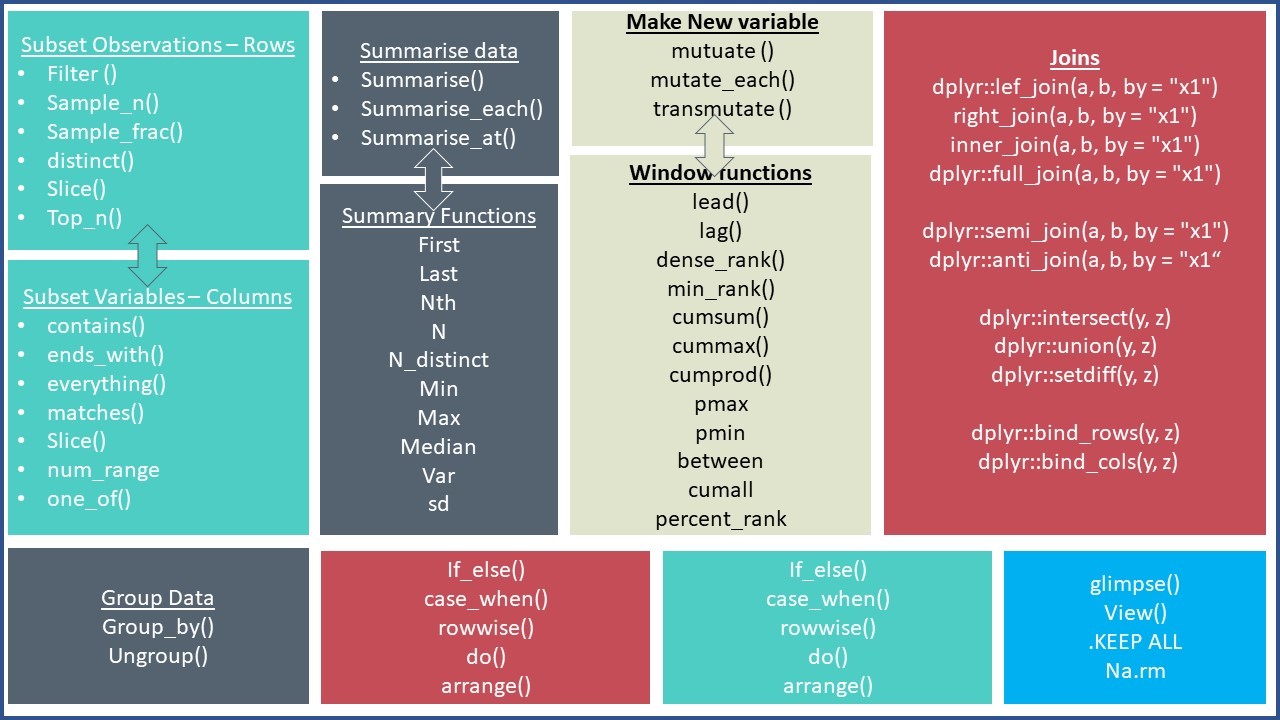 Subset Observations – Rows
• Filter ()
• Sample_n()
• Sample_frac()
• distinct()
• Slice()
• Top_n()
Subset Variables – Columns
• contains()
• ends_with()
• everything()
• matches()
• Slice()
• num_range
• one_of()
Summarise data
• Summarise()
• Summarise_each()
• Summarise_at()
Summary Functions
First
Last
Nth
N
N_distinct
Min
Max
Median
Var
sd
Make New variable
mutuate ()
mutate_each()
transmutate ()
Window functions
lead()
lag()
dense_rank()
min_rank()
cumsum()
cummax()
cumprod()
pmax
pmin
between
cumall
percent_rank
Joins
dplyr::lef_join(a, b, by = "x1")
right_join(a, b, by = "x1")
inner_join(a, b, by = "x1")
dplyr::full_join(a, b, by = "x1")
dplyr::semi_join(a, b, by = "x1")
dplyr::anti_join(a, b, by = "x1“
dplyr::intersect(y, z)
dplyr::union(y, z)
dplyr::setdiff(y, z)
dplyr::bind_rows(y, z)
dplyr::bind_cols(y, z)
Group Data
Group_by()
Ungroup()
If_else()
case_when()
rowwise()
do()
arrange()
If_else()
case_when()
rowwise()
do()
arrange()
glimpse()
View()
.KEEP ALL
Na.rm